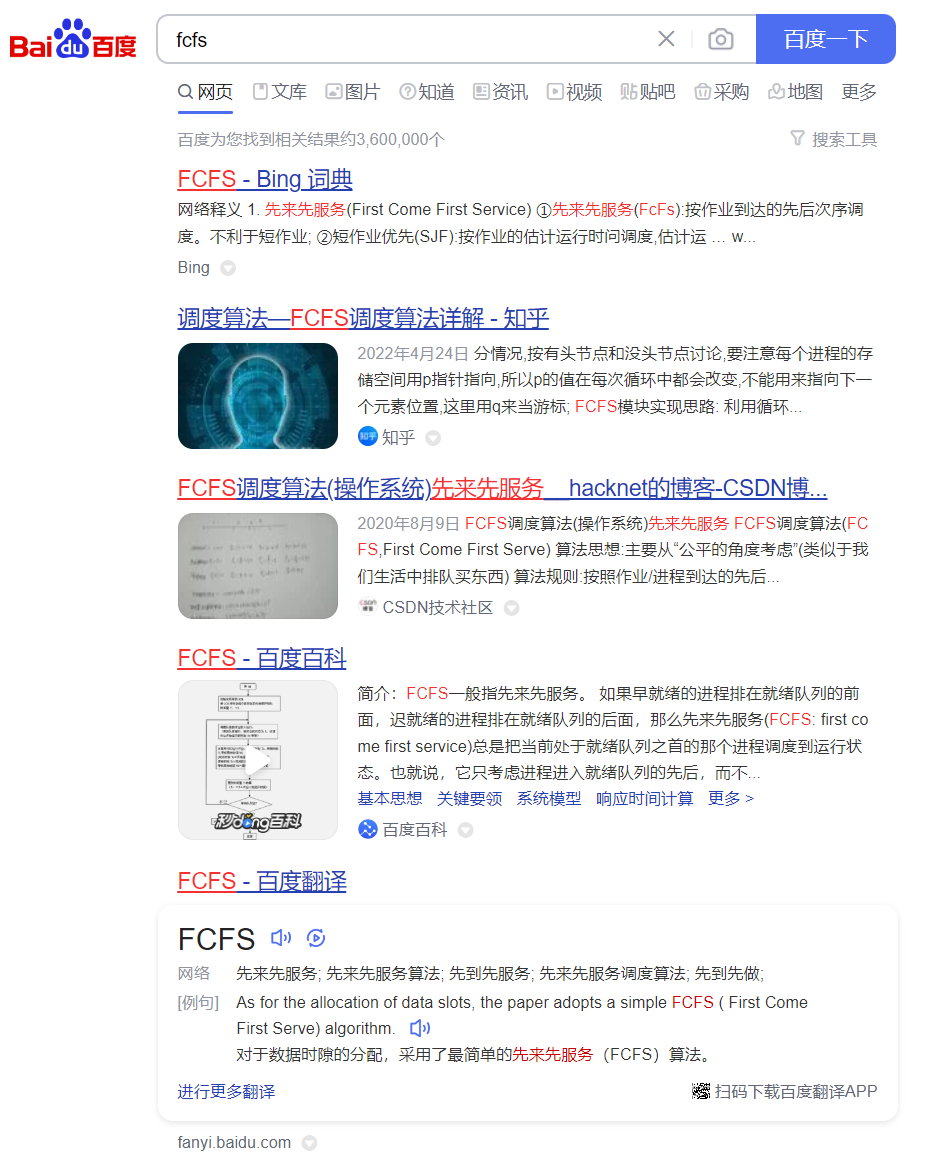 Bai du 百度
fcfs
百度一下
网页 文库 图片 知道 资讯 视频 贴吧 采购 地图 更多
百度为您找到相关结果约3,600,000个 搜索工具
FCFS - Bing 词典
网络释义 1. 先来先服务(First Come First Service) ①先来先服务(FcFs):按作业到达的先后次序调
度。不利于短作业; ②短作业优先(SJF):按作业的估计运行时问调度,估计运 ... w...
Bing
调度算法—FCFS调度算法详解 - 知乎
2022年4月24日 分情况,按有头节点和没头节点讨论,要注意每个进程的存
储空间用p指针指向,所以p的值在每次循环中都会改变,不能用来指向下一
个元素位置,这里用q来当游标; FCFS模块实现思路: 利用循环...
知乎 知乎
FCFS调度算法(操作系统)先来先服务__hacknet的博客-CSDN博...
2020年8月9日 FCFS调度算法(操作系统)先来先服务 FCFS调度算法(FC
FS,First Come First Serve) 算法思想:主要从“公平的角度考虑”(类似于我
们生活中排队买东西) 算法规则:按照作业/进程到达的先后...
CSDN技术社区
FCFS - 百度百科
简介：FCFS一般指先来先服务。 如果早就绪的进程排在就绪队列的前
面，迟就绪的进程排在就绪队列的后面，那么先来先服务(FCFS: first co
me first service)总是把当前处于就绪队列之首的那个进程调度到运行状
态。也就说，它只考虑进程进入就绪队列的先后，而不...
基本思想 关键要领 系统模型 响应时间计算 更多 >
秒dong百科
百度百科
FCFS - 百度翻译
FCFS
网络 先来先服务; 先来先服务算法; 先到先服务; 先来先服务调度算法; 先到先做;
[例句] As for the allocation of data slots, the paper adopts a simple FCFS ( First Come
First Serve) algorithm.
对于数据时隙的分配，采用了最简单的先来先服务（FCFS）算法。
进行更多翻译 扫码下载百度翻译APP
fanyi.baidu.com